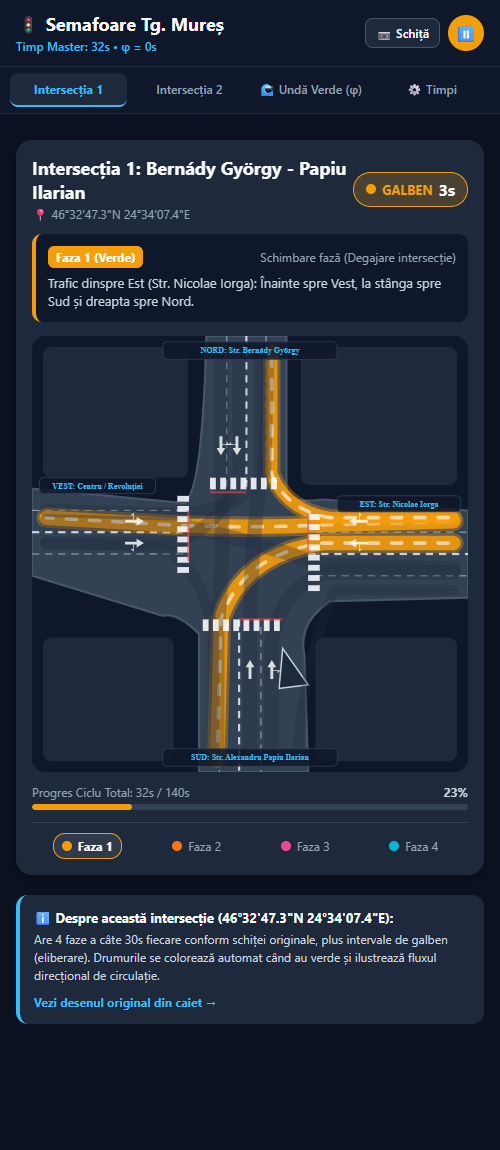 Semafoare Tg. Mureș
Timp Master: 32s • φ = 0s
Schiță
Intersecția 1
Intersecția 2
Undă Verde (φ)
Timpi
Intersecția 1: Bernády György - Papiu
Ilarian
46°32'47.3"N 24°34'07.4"E
GALBEN 3s
Faza 1 (Verde)
Schimbare fază (Degajare intersecție)
Trafic dinspre Est (Str. Nicolae Iorga): Înainte spre Vest, la stânga spre
Sud și dreapta spre Nord.
NORD: Str. Bernády György
VEST: Centru / Revoluției
EST: Str. Nicolae Iorga
SUD: Str. Alexandru Papiu Ilarian
Progres Ciclu Total: 32s / 140s
23%
Faza 1
Faza 2
Faza 3
Faza 4
Despre această intersecție (46°32'47.3"N 24°34'07.4"E):
Are 4 faze a câte 30s fiecare conform schiței originale, plus intervale de galben
(eliberare). Drumurile se colorează automat când au verde și ilustrează fluxul
direcțional de circulație.
Vezi desenul original din caiet →